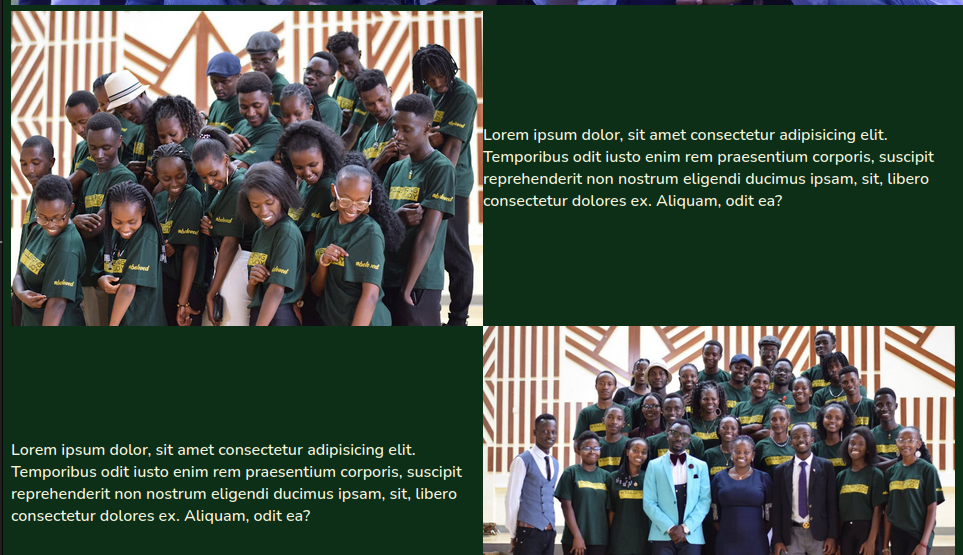 Lorem ipsum dolor, sit amet consectetur adipisicing elit.
Temporibus odit iusto enim rem praesentium corporis, suscipit
reprehenderit non nostrum eligendi ducimus ipsam, sit, libero
consectetur dolores ex. Aliquam, odit ea?
Lorem ipsum dolor, sit amet consectetur adipisicing elit.
Temporibus odit iusto enim rem praesentium corporis, suscipit
reprehenderit non nostrum eligendi ducimus ipsam, sit, libero
consectetur dolores ex. Aliquam, odit ea?